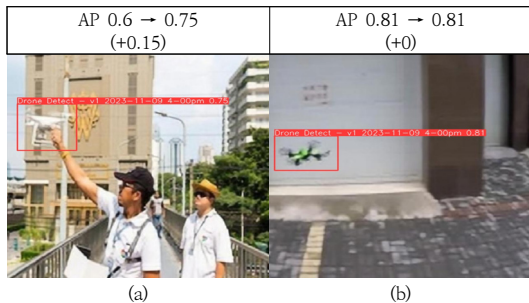 AP 0.6 → 0.75
(+0.15)
AP 0.81 → 0.81
(+0)
Drone Detect - v1 2023-11-09 4-00pm 0.75
Drone Detect - v1 2023-11-09 4-00pm 0.81
(a)
(b)